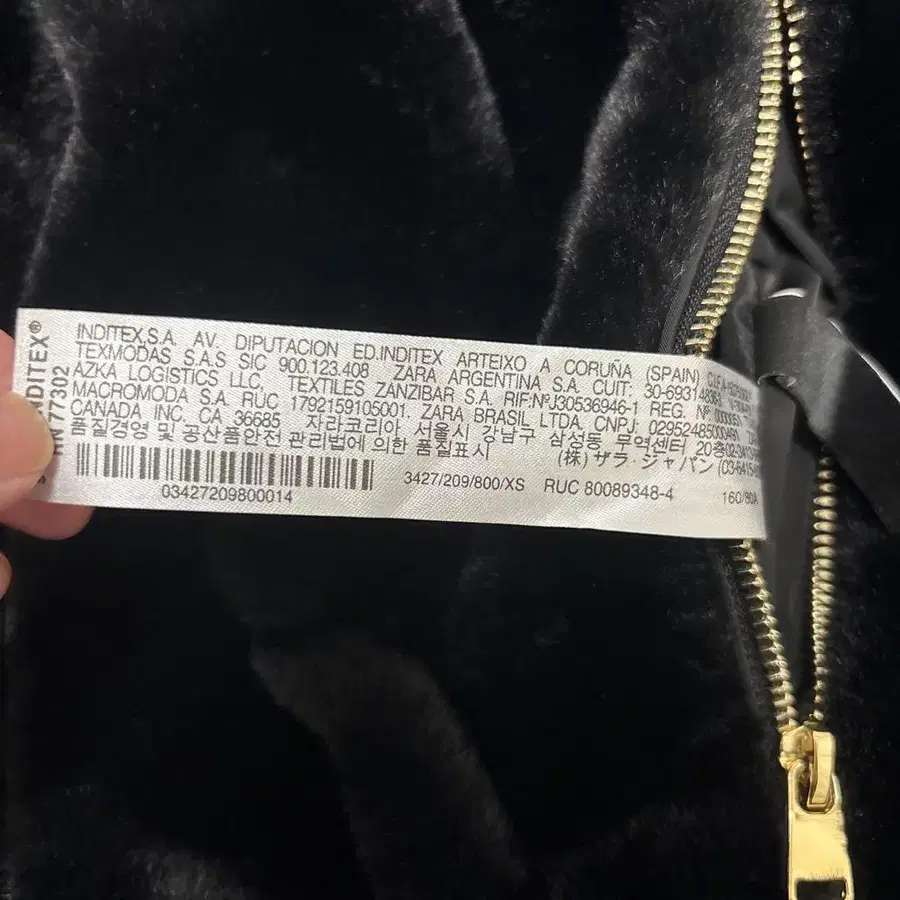 INDITEX®
RN77302
INDITEX,S.A. AV. DIPUTACION ED.INDITEX ARTEIXO A CORUÑA (SPAIN)
TEXMODAS S.A.S SIC 900.123.408 ZARA ARGENTINA S.A. CUIT:
AZKA LOGISTICS LLC, TEXTILES ZANZIBAR S.A. RIF:NºJ30536946-1 REG. Nº
MACROMODA S.A RUC 1792159105001. ZARA BRASIL LTDA. CNPJ: 02952485000491
CANADA INC. CA 36685 자라코리아 서울시 강남구 삼성동 무역센터 20층
품질경영 및 공산품안전 관리법에 의한 품질표시 (株) ザラ・ジャパン
03427209800014 3427/209/800/XS RUC 80089348-4 160/80A